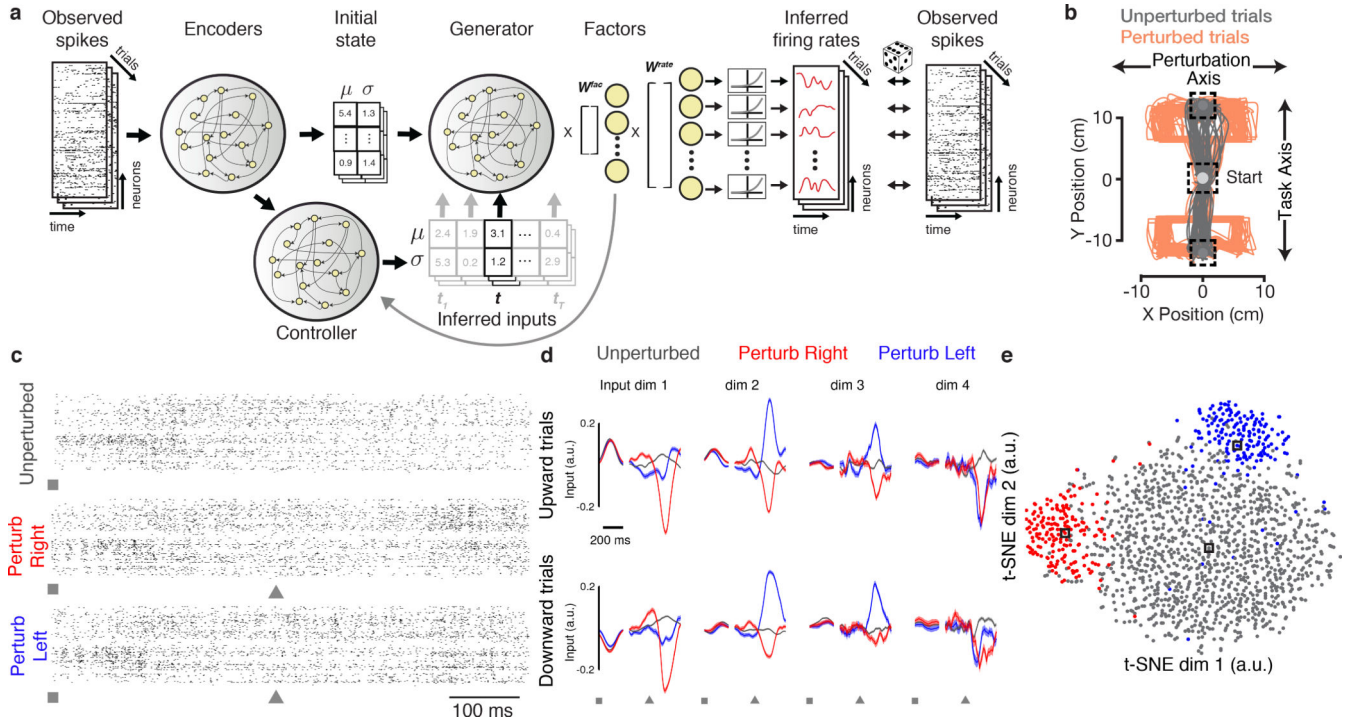 a
Observed spikes
Encoders
Initial state
Generator
Factors
Inferred firing rates
Observed spikes
trials
μ σ
5.4 1.3
⋮ ⋮
0.9 1.4
W^fac
W^rate
X
X
trials
trials
neurons
time
neurons
time
neurons
time
μ 2.4 1.9 3.1 ... 0.4
σ 5.3 0.2 1.2 ... 2.9
t_1 t t_T
Inferred inputs
Controller
b
Unperturbed trials
Perturbed trials
Perturbation
Axis
10
0
-10
Y Position (cm)
Start
Task Axis
-10 0 10
X Position (cm)
c
Unperturbed
Perturb
Right
Perturb
Left
100 ms
d
Unperturbed Perturb Right Perturb Left
Input dim 1 dim 2 dim 3 dim 4
Upward trials
Input (a.u.)
0.2
-0.2
200 ms
Downward trials
Input (a.u.)
0.2
-0.2
e
t-SNE dim 2 (a.u.)
t-SNE dim 1 (a.u.)